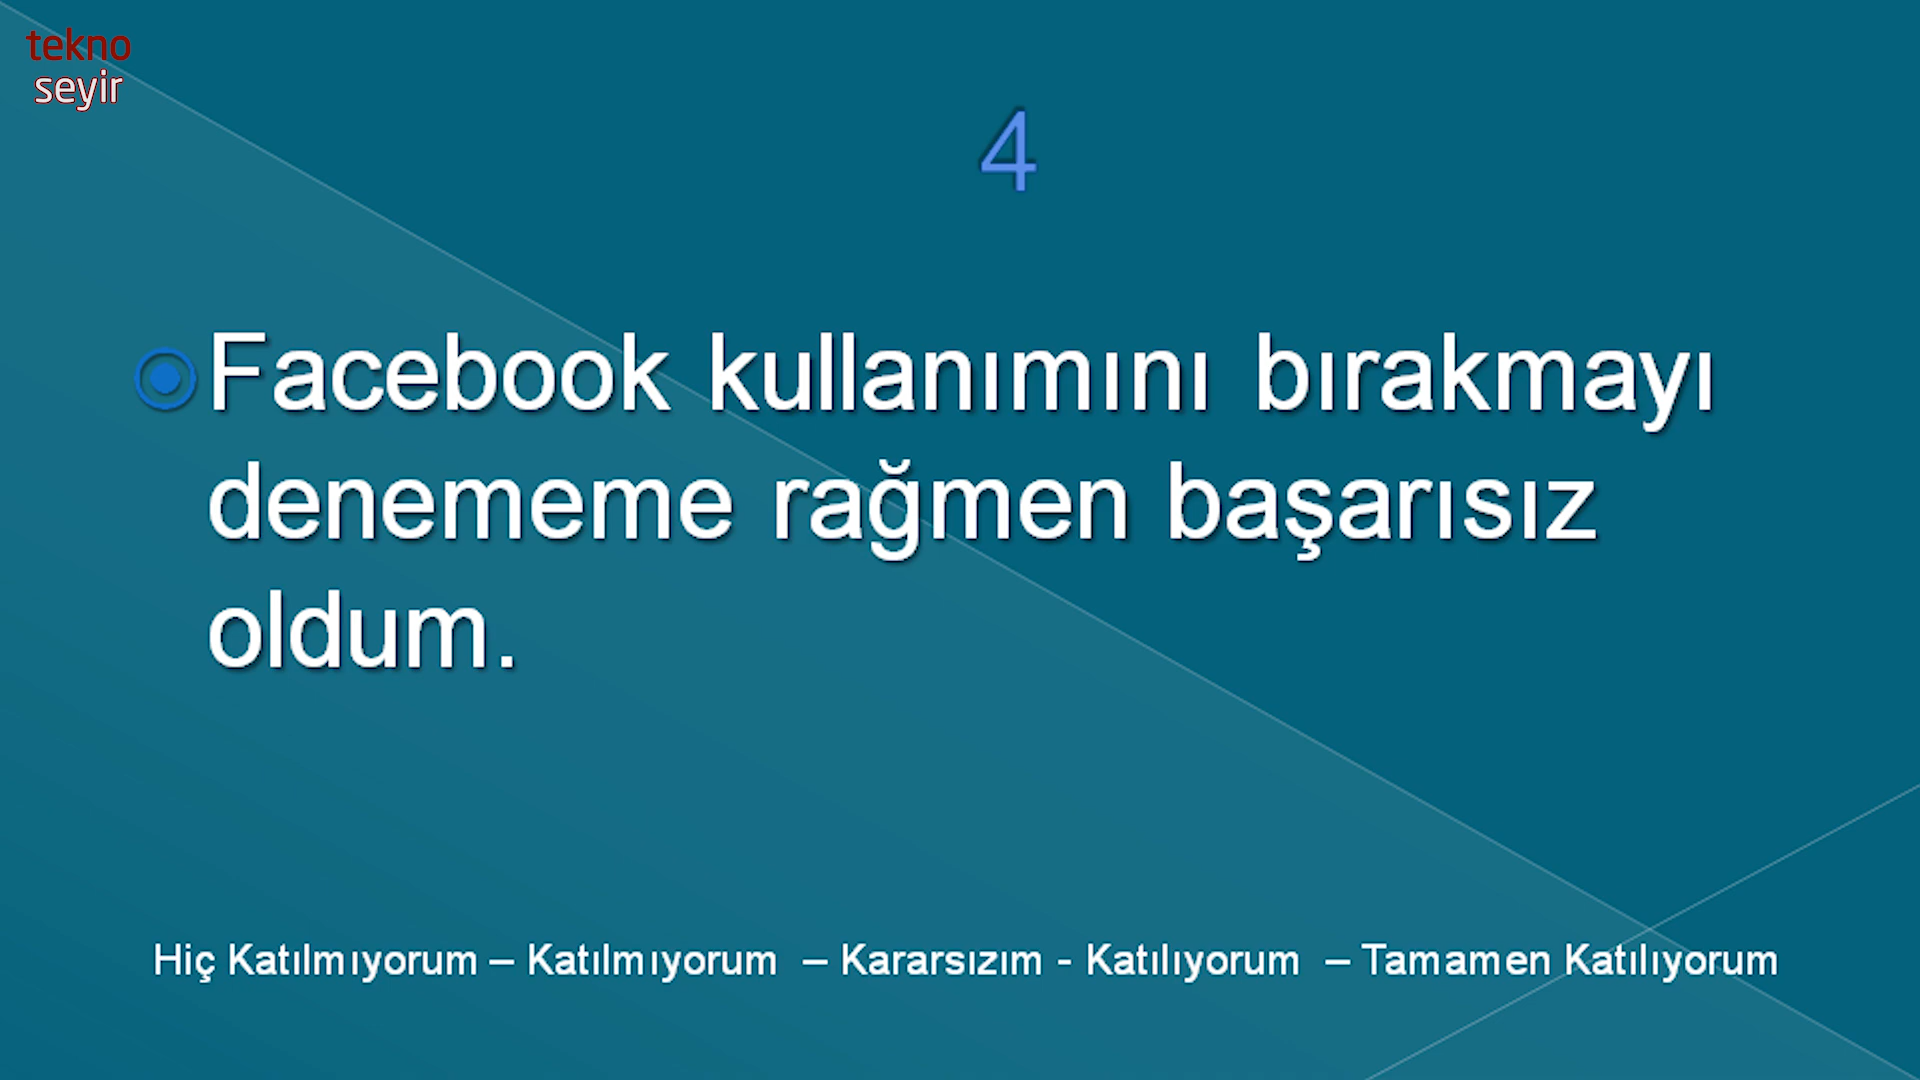 tekno
seyir
4
Facebook kullanımını bırakmayı
denememe rağmen başarısız
oldum.
Hiç Katılmıyorum – Katılmıyorum – Kararsızım - Katılıyorum – Tamamen Katılıyorum